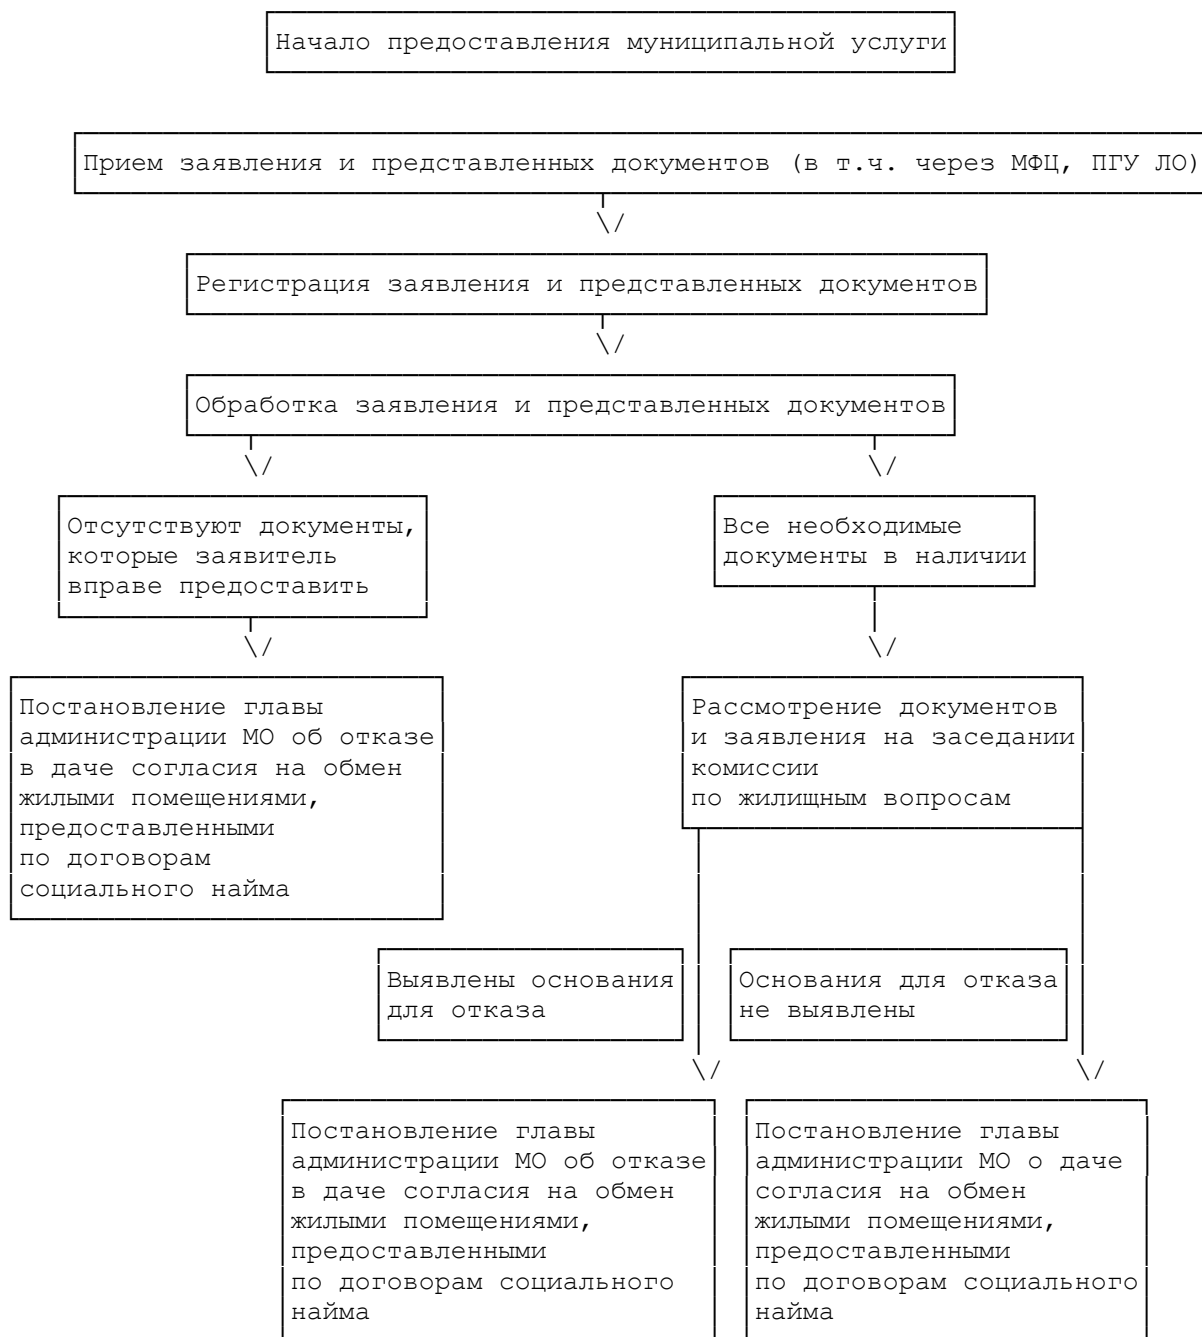 Начало предоставления муниципальной услуги
Прием заявления и представленных документов (в т.ч. через МФЦ, ПГУ ЛО)
Регистрация заявления и представленных документов
Обработка заявления и представленных документов
Отсутствуют документы,
которые заявитель
вправе предоставить
Все необходимые
документы в наличии
Постановление главы
администрации МО об отказе
в даче согласия на обмен
жилыми помещениями,
предоставленными
по договорам
социального найма
Рассмотрение документов
и заявления на заседании
комиссии
по жилищным вопросам
Выявлены основания
для отказа
Основания для отказа
не выявлены
Постановление главы
администрации МО об отказе
в даче согласия на обмен
жилыми помещениями,
предоставленными
по договорам социального
найма
Постановление главы
администрации МО о даче
согласия на обмен
жилыми помещениями,
предоставленными
по договорам социального
найма